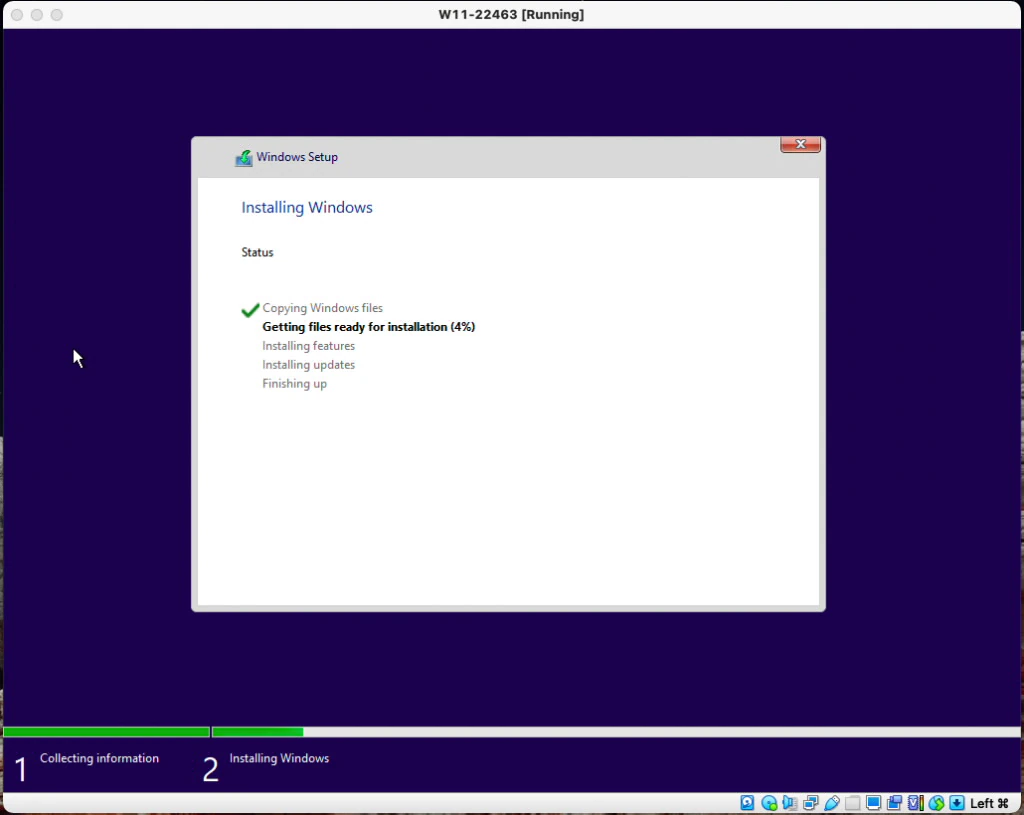 W11-22463 [Running]
Windows Setup
Installing Windows
Status
Copying Windows files
Getting files ready for installation (4%)
Installing features
Installing updates
Finishing up
1 Collecting information
2 Installing Windows
Left ⌘